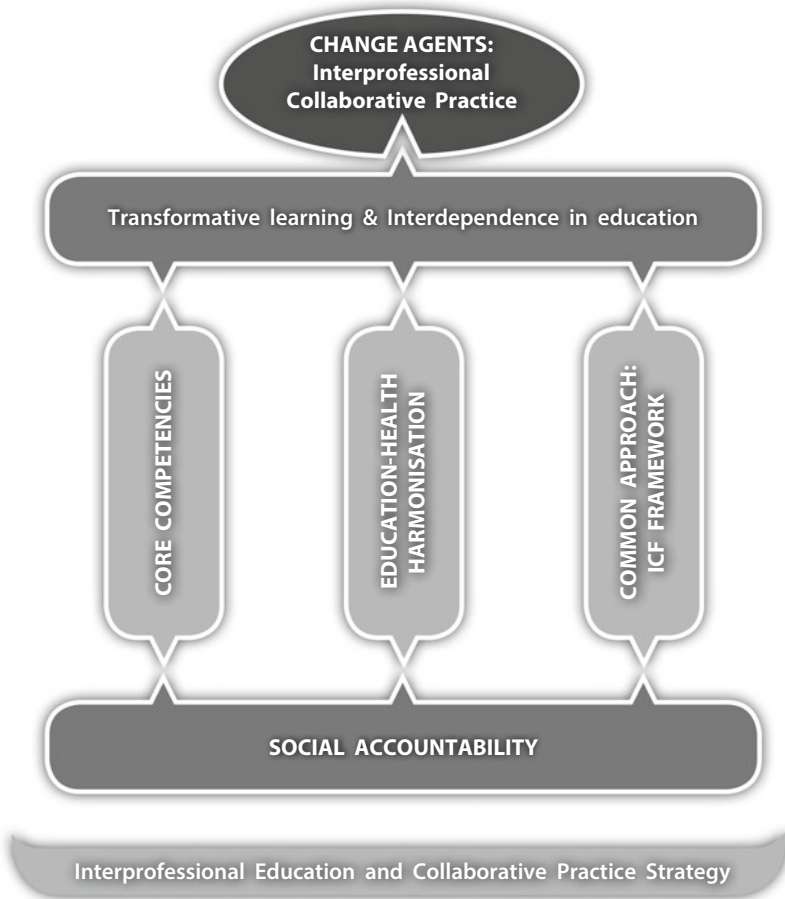 CHANGE AGENTS:
Interprofessional
Collaborative Practice
Transformative learning & Interdependence in education
CORE COMPETENCIES
EDUCATION-HEALTH
HARMONISATION
COMMON APPROACH:
ICF FRAMEWORK
SOCIAL ACCOUNTABILITY
Interprofessional Education and Collaborative Practice Strategy